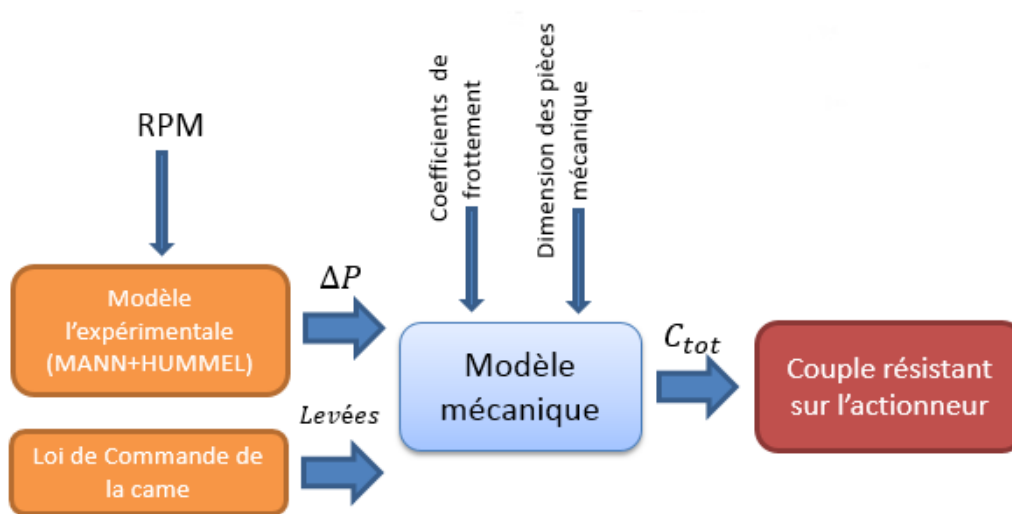 RPM
Coefficients de
frottement
Dimension des pièces
mécanique
Modèle
l'expérimentale
(MANN+HUMMEL)
ΔP
Modèle
mécanique
C_tot
Couple résistant
sur l'actionneur
Levées
Loi de Commande de
la came